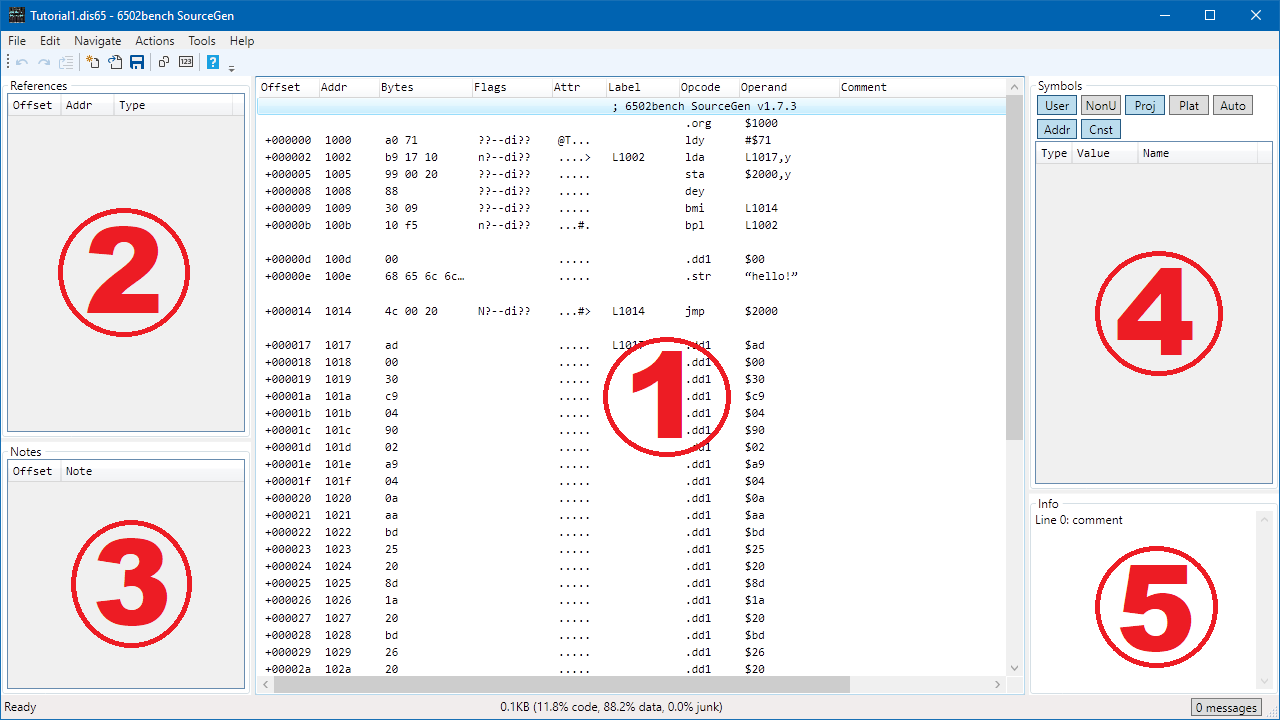 Tutorial1.dis65 - 6502bench SourceGen
File Edit Navigate Actions Tools Help
References
Offset Addr Type
2
Notes
Offset Note
3
Offset Addr Bytes Flags Attr Label Opcode Operand Comment
; 6502bench SourceGen v1.7.3
.org $1000
+000000 1000 a0 71 ??--di?? @T... ldy #$71
+000002 1002 b9 17 10 n?--di?? ....> L1002 lda L1017,y
+000005 1005 99 00 20 ??--di?? ..... sta $2000,y
+000008 1008 88 ??--di?? ..... dey
+000009 1009 30 09 ??--di?? ..... bmi L1014
+00000b 100b 10 f5 n?--di?? ...#. bpl L1002
+00000d 100d 00 ..... .dd1 $00
+00000e 100e 68 65 6c 6c… ..... .str “hello!”
+000014 1014 4c 00 20 N?--di?? ...#> L1014 jmp $2000
+000017 1017 ad ..... L1017 .dd1 $ad
+000018 1018 00 ..... .dd1 $00
+000019 1019 30 ..... .dd1 $30
+00001a 101a c9 ..... .dd1 $c9
+00001b 101b 04 ..... .dd1 $04
+00001c 101c 90 ..... .dd1 $90
+00001d 101d 02 ..... .dd1 $02
+00001e 101e a9 ..... .dd1 $a9
+00001f 101f 04 ..... .dd1 $04
+000020 1020 0a ..... .dd1 $0a
+000021 1021 aa ..... .dd1 $aa
+000022 1022 bd ..... .dd1 $bd
+000023 1023 25 ..... .dd1 $25
+000024 1024 20 ..... .dd1 $20
+000025 1025 8d ..... .dd1 $8d
+000026 1026 1a ..... .dd1 $1a
+000027 1027 20 ..... .dd1 $20
+000028 1028 bd ..... .dd1 $bd
+000029 1029 26 ..... .dd1 $26
+00002a 102a 20 ..... .dd1 $20
1
Symbols
User NonU Proj Plat Auto
Addr Cnst
Type Value Name
4
Info
Line 0: comment
5
Ready 0.1KB (11.8% code, 88.2% data, 0.0% junk) 0 messages